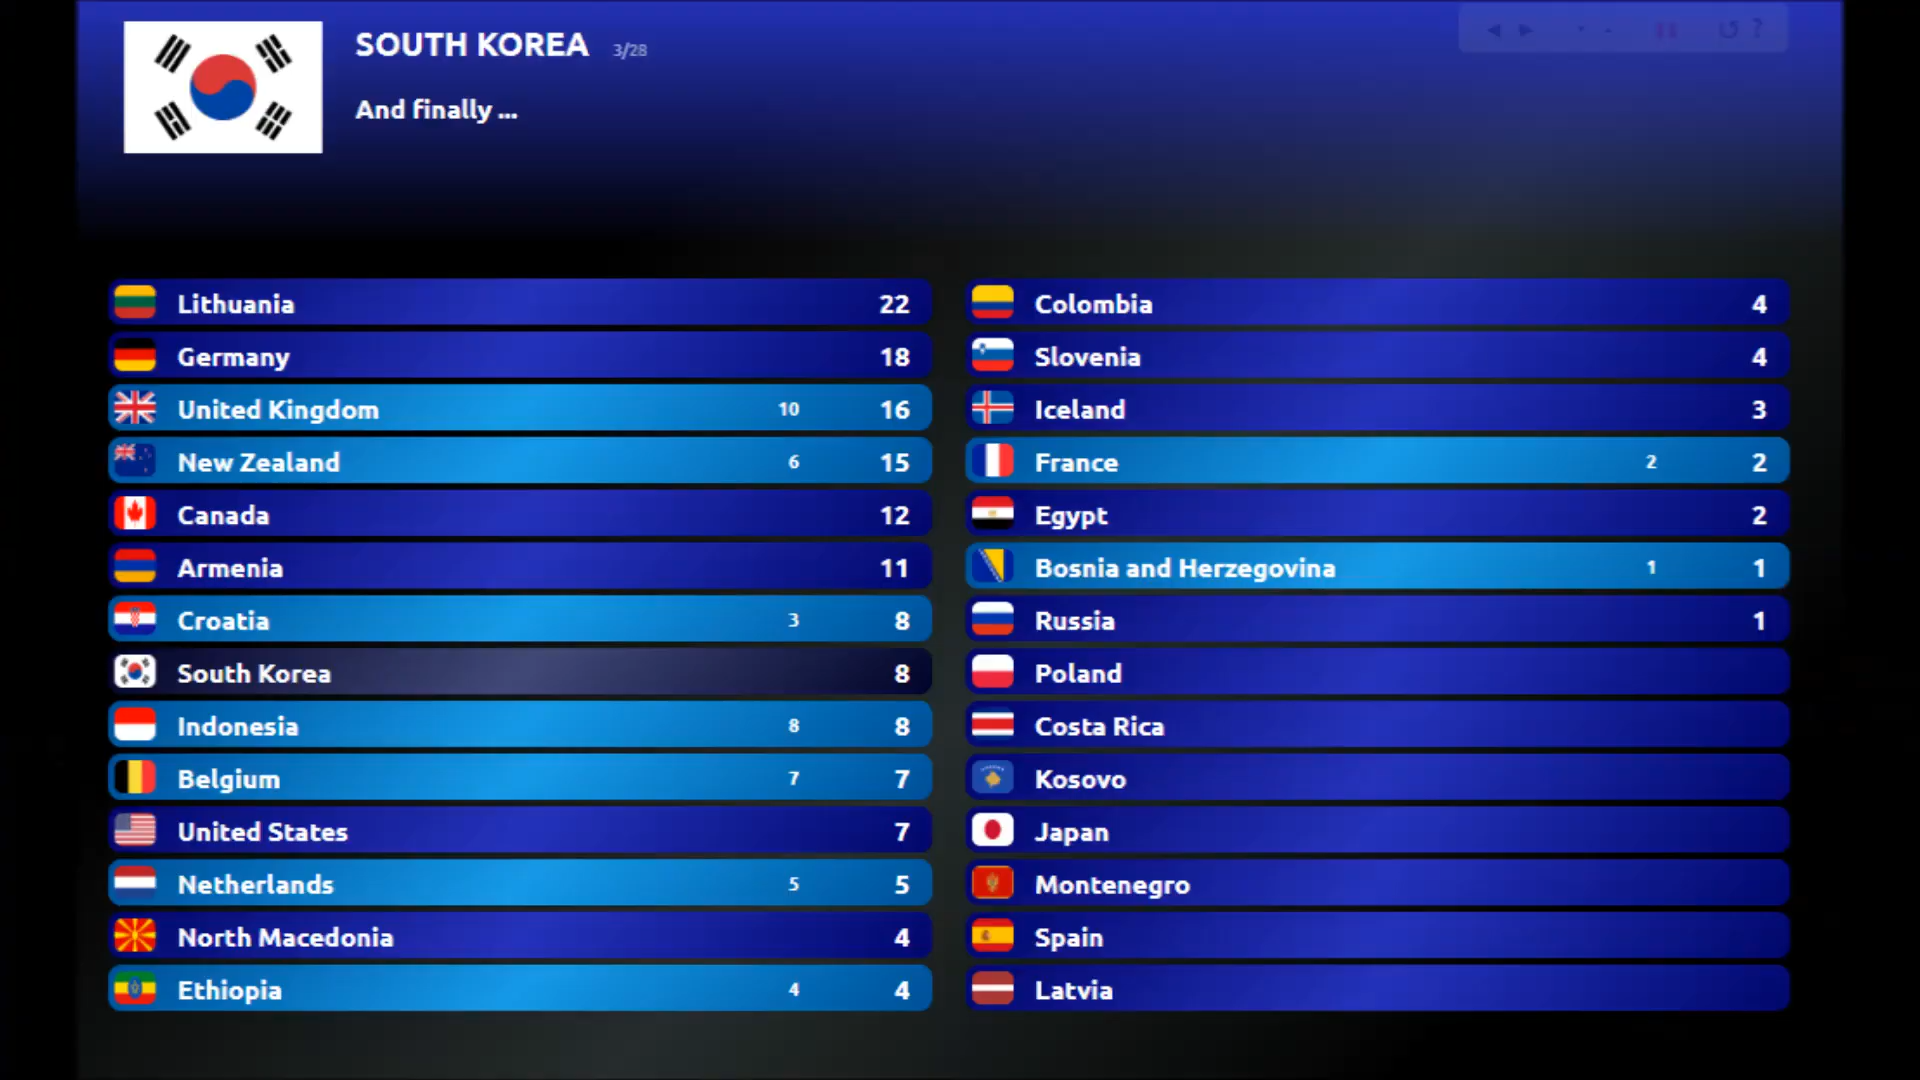 SOUTH KOREA 3/28
And finally ...
Lithuania 22
Germany 18
United Kingdom 10 16
New Zealand 6 15
Canada 12
Armenia 11
Croatia 3 8
South Korea 8
Indonesia 8 8
Belgium 7 7
United States 7
Netherlands 5 5
North Macedonia 4
Ethiopia 4 4
Colombia 4
Slovenia 4
Iceland 3
France 2 2
Egypt 2
Bosnia and Herzegovina 1 1
Russia 1
Poland
Costa Rica
Kosovo
Japan
Montenegro
Spain
Latvia